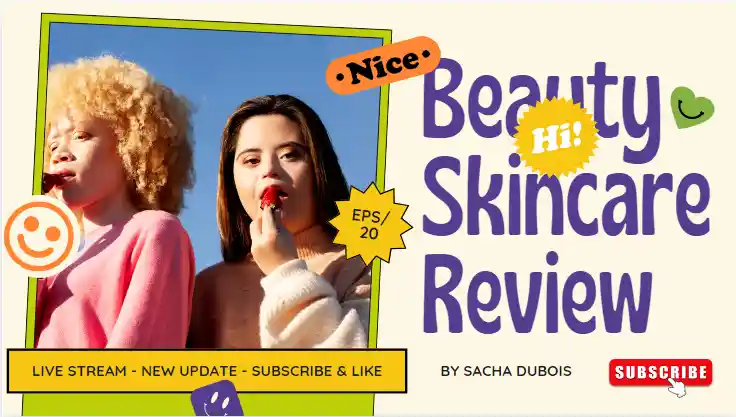 Nice
Beauty
Hi!
Skincare
EPS/
20
Review
LIVE STREAM - NEW UPDATE - SUBSCRIBE & LIKE
BY SACHA DUBOIS
SUBSCRIBE